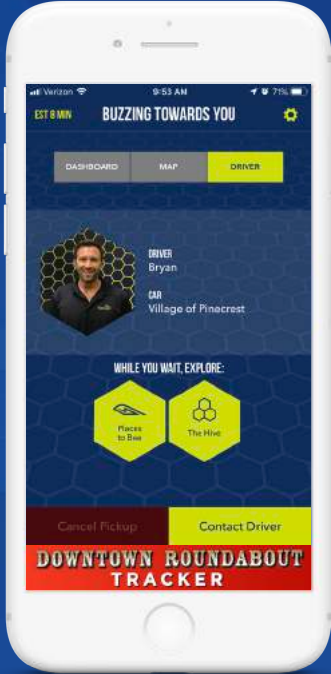 Verizon 9:53 AM 71%
EST 8 MIN BUZZING TOWARDS YOU
DASHBOARD MAP DRIVER
DRIVER
Bryan
CAR
Village of Pinecrest
WHILE YOU WAIT, EXPLORE:
Places
to Bee
The Hive
Cancel Pickup Contact Driver
DOWNTOWN ROUNDABOUT
TRACKER